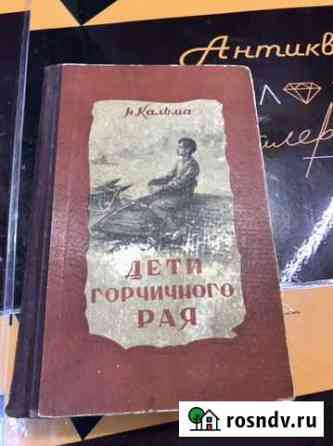 Антикв
Н. Кальма
ДЕТИ
ГОРЧИЧНОГО
РАЯ
rosndv.ru